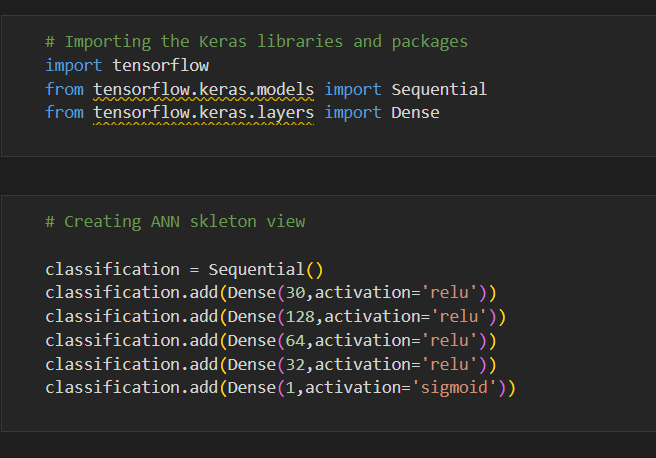 # Importing the Keras libraries and packages
import tensorflow
from tensorflow.keras.models import Sequential
from tensorflow.keras.layers import Dense
# Creating ANN skleton view
classification = Sequential()
classification.add(Dense(30,activation='relu'))
classification.add(Dense(128,activation='relu'))
classification.add(Dense(64,activation='relu'))
classification.add(Dense(32,activation='relu'))
classification.add(Dense(1,activation='sigmoid'))